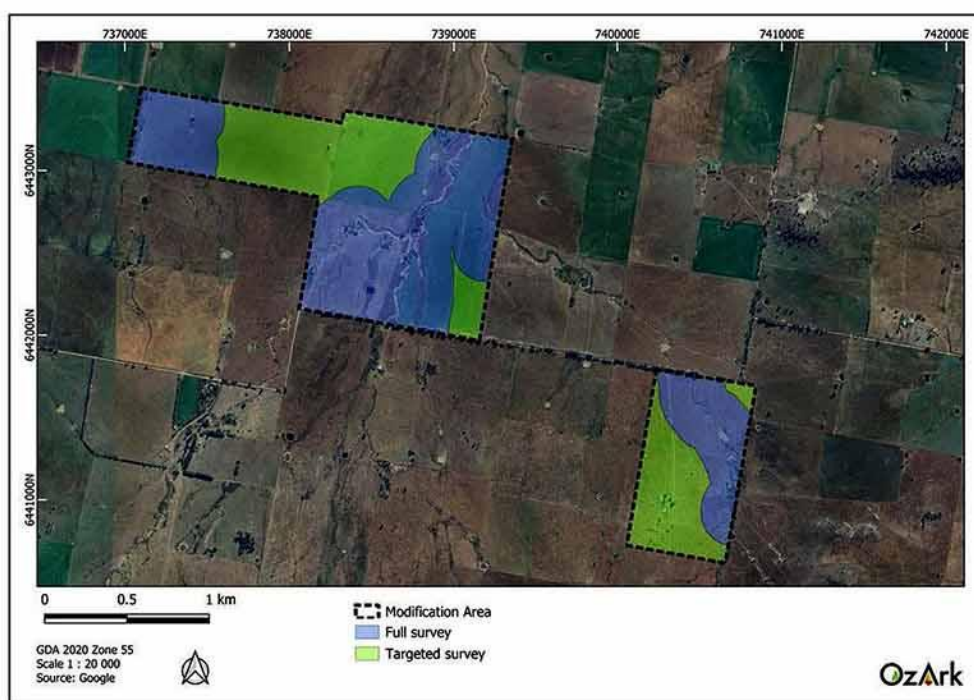 737000E 738000E 739000E 740000E 741000E 742000E
6443000N
6442000N
6441000N
0 0.5 1 km
GDA 2020 Zone 55
Scale 1 : 20 000
Source: Google
Modification Area
Full survey
Targeted survey
OzArk